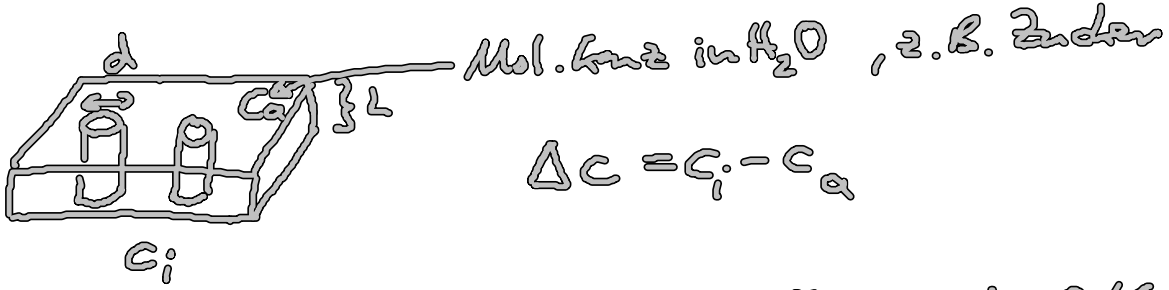 d
Mol. Konz in H₂O , z.B. Zucker
Ca } L
Δc = ci - ca
ci